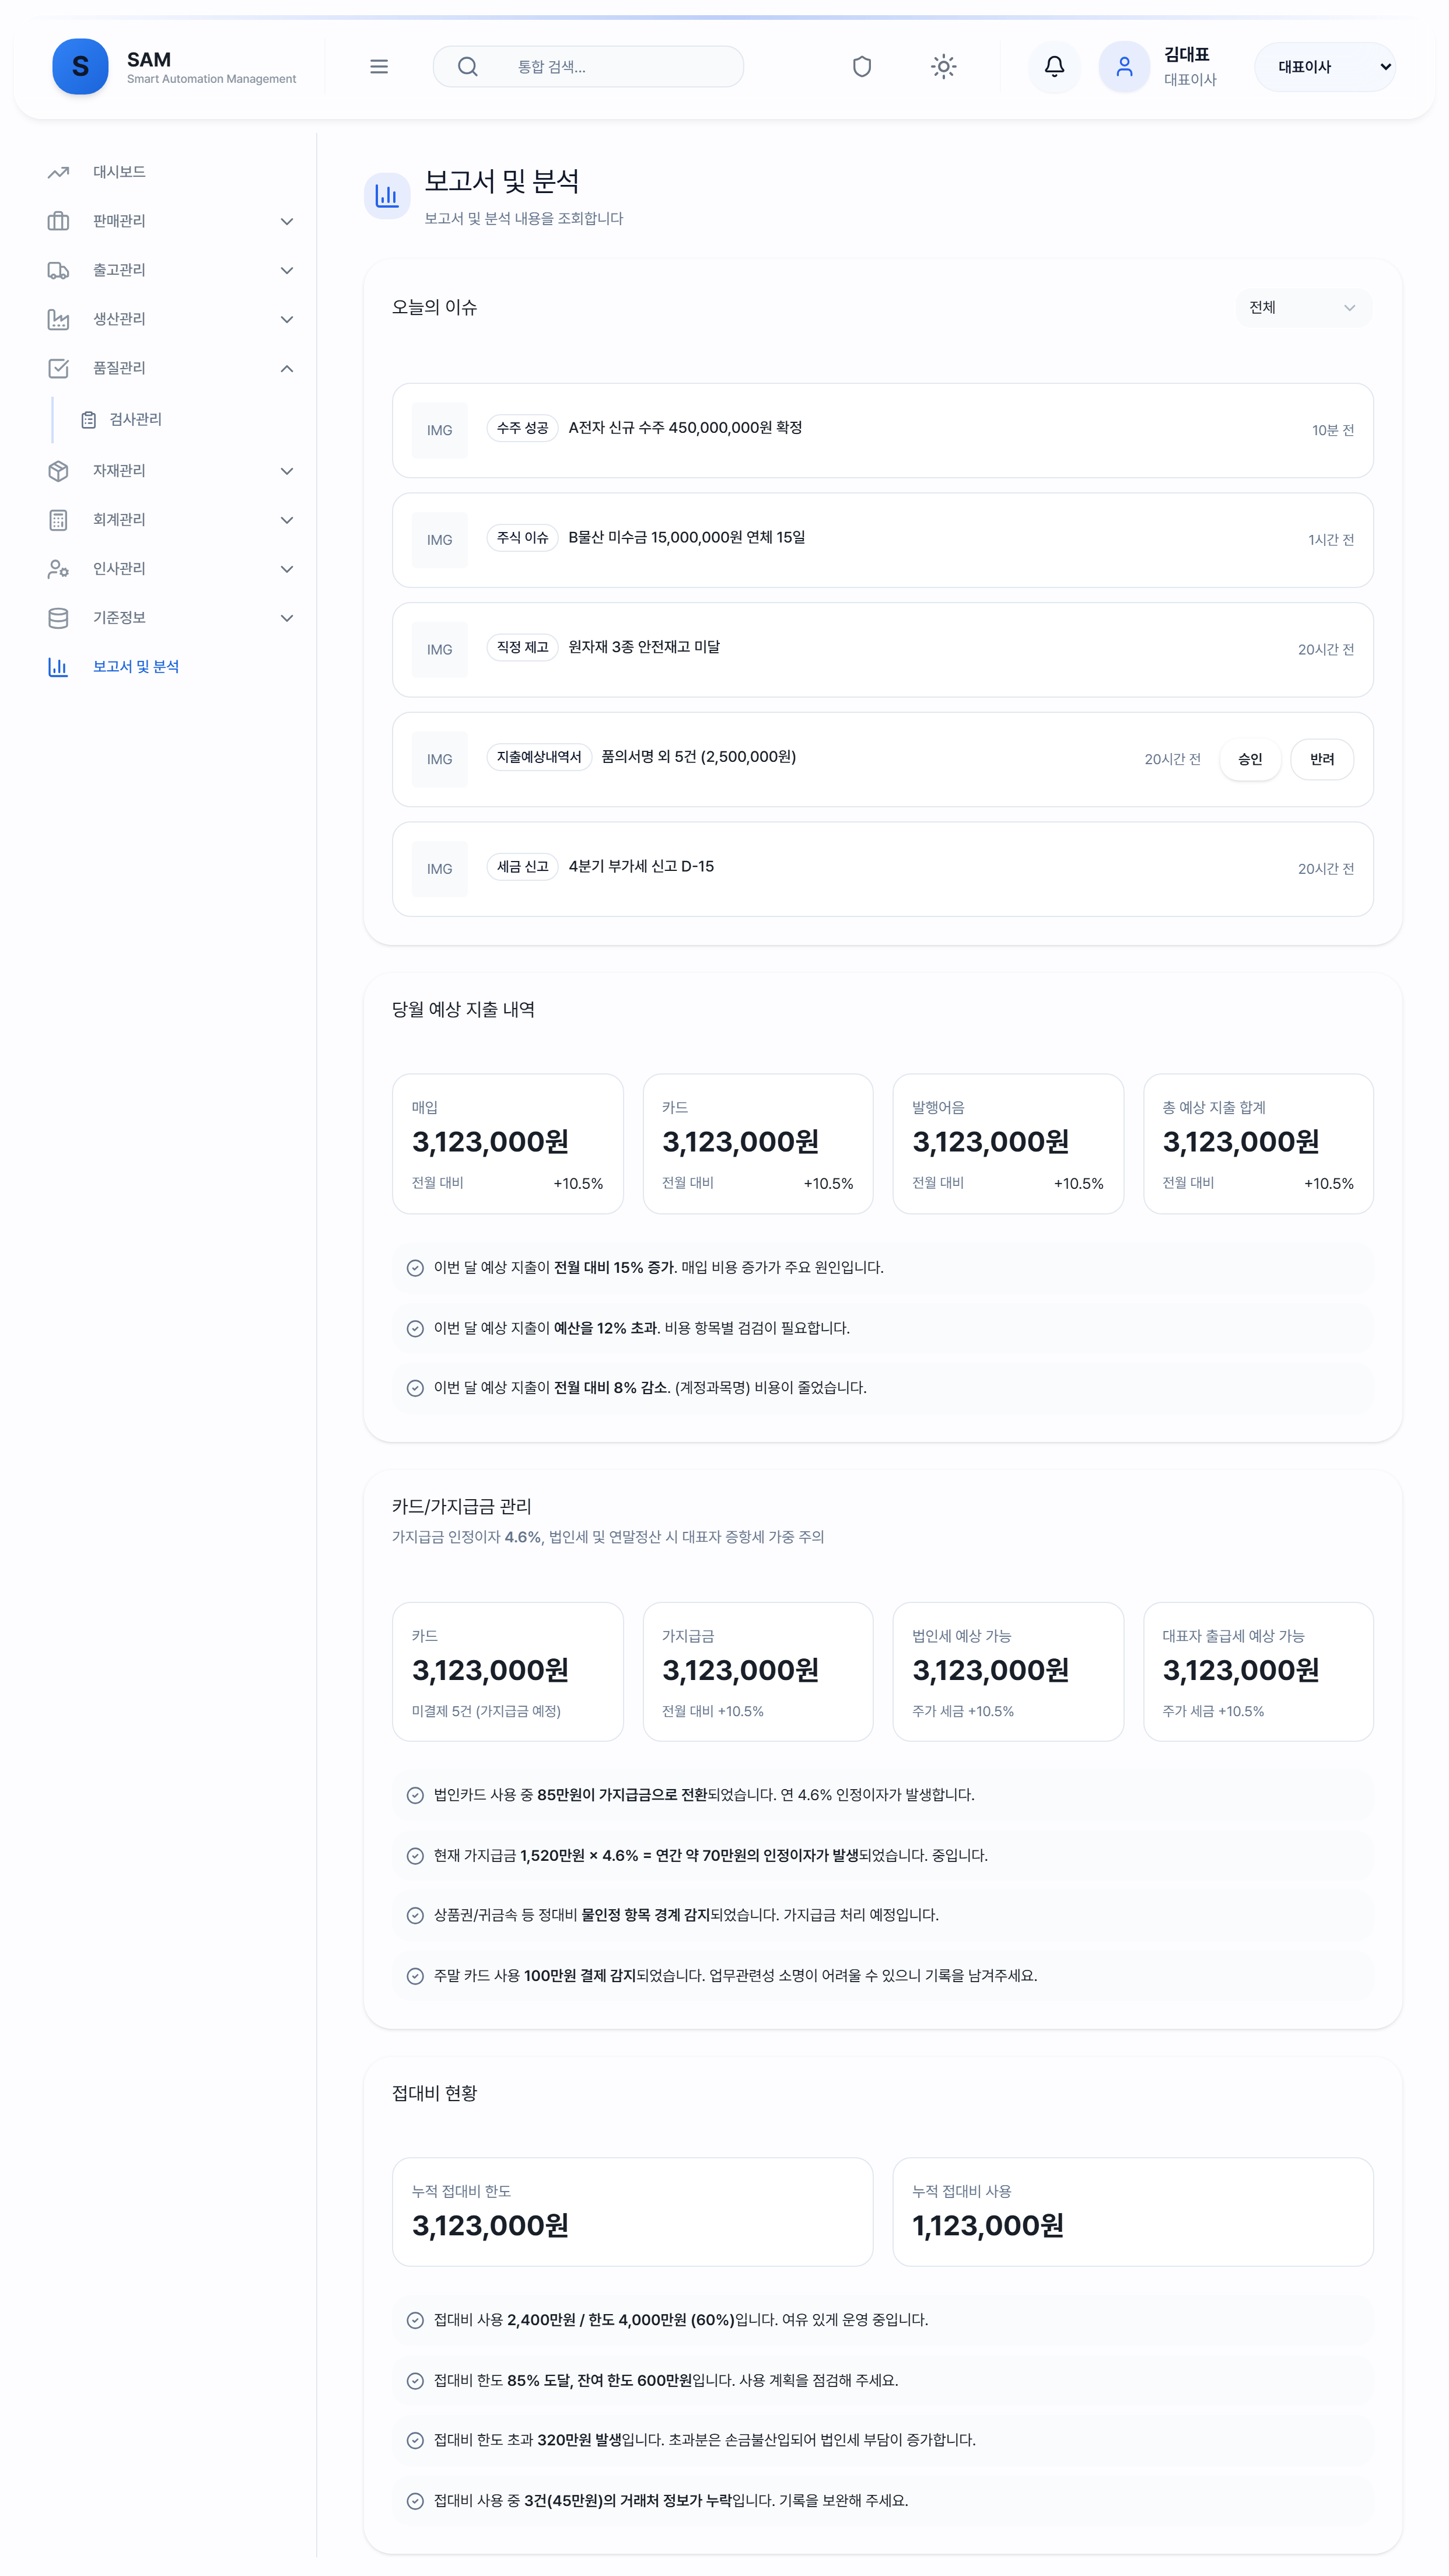 S
SAM
Smart Automation Management
통합 검색...
김대표
대표이사
대표이사
대시보드
판매관리
출고관리
생산관리
품질관리
검사관리
자재관리
회계관리
인사관리
기준정보
보고서 및 분석
보고서 및 분석
보고서 및 분석 내용을 조회합니다
오늘의 이슈
전체
IMG 수주 성공 A전자 신규 수주 450,000,000원 확정 10분 전
IMG 주식 이슈 B물산 미수금 15,000,000원 연체 15일 1시간 전
IMG 직정 제고 원자재 3종 안전재고 미달 20시간 전
IMG 지출예상내역서 품의서명 외 5건 (2,500,000원) 20시간 전 승인 반려
IMG 세금 신고 4분기 부가세 신고 D-15 20시간 전
당월 예상 지출 내역
매입
3,123,000원
전월 대비 +10.5%
카드
3,123,000원
전월 대비 +10.5%
발행어음
3,123,000원
전월 대비 +10.5%
총 예상 지출 합계
3,123,000원
전월 대비 +10.5%
이번 달 예상 지출이 전월 대비 15% 증가. 매입 비용 증가가 주요 원인입니다.
이번 달 예상 지출이 예산을 12% 초과. 비용 항목별 검검이 필요합니다.
이번 달 예상 지출이 전월 대비 8% 감소. (계정과목명) 비용이 줄었습니다.
카드/가지급금 관리
가지급금 인정이자 4.6%, 법인세 및 연말정산 시 대표자 증항세 가중 주의
카드
3,123,000원
미결제 5건 (가지급금 예정)
가지급금
3,123,000원
전월 대비 +10.5%
법인세 예상 가능
3,123,000원
주가 세금 +10.5%
대표자 출급세 예상 가능
3,123,000원
주가 세금 +10.5%
법인카드 사용 중 85만원이 가지급금으로 전환되었습니다. 연 4.6% 인정이자가 발생합니다.
현재 가지급금 1,520만원 × 4.6% = 연간 약 70만원의 인정이자가 발생되었습니다. 중입니다.
상품권/귀금속 등 정대비 물인정 항목 경계 감지되었습니다. 가지급금 처리 예정입니다.
주말 카드 사용 100만원 결제 감지되었습니다. 업무관련성 소명이 어려울 수 있으니 기록을 남겨주세요.
접대비 현황
누적 접대비 한도
3,123,000원
누적 접대비 사용
1,123,000원
접대비 사용 2,400만원 / 한도 4,000만원 (60%)입니다. 여유 있게 운영 중입니다.
접대비 한도 85% 도달, 잔여 한도 600만원입니다. 사용 계획을 점검해 주세요.
접대비 한도 초과 320만원 발생입니다. 초과분은 손금불산입되어 법인세 부담이 증가합니다.
접대비 사용 중 3건(45만원)의 거래처 정보가 누락입니다. 기록을 보완해 주세요.